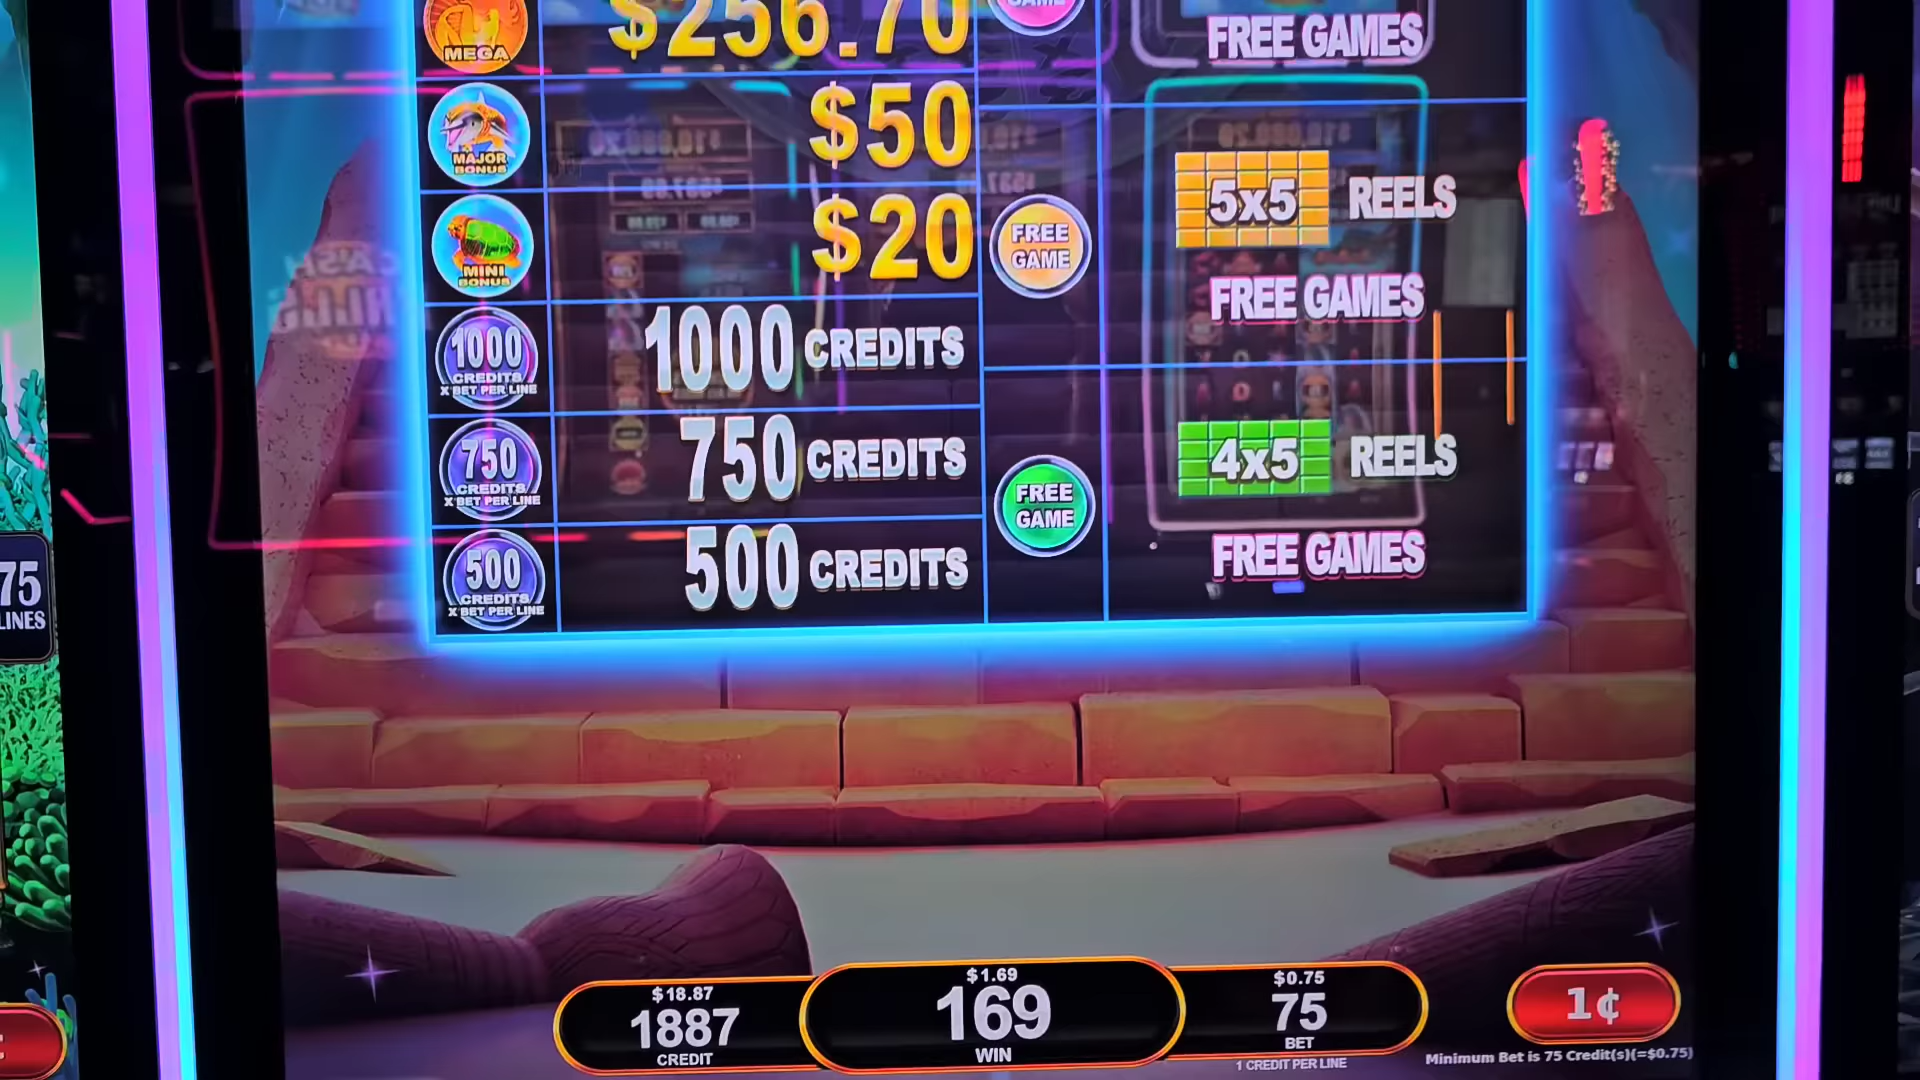 GAME
FREE GAMES
MEGA
$256.70
MAJOR
BONUS
$50
5x5 REELS
FREE GAMES
MINI
BONUS
$20
FREE
GAME
1000
CREDITS
X BET PER LINE
1000 CREDITS
750
CREDITS
X BET PER LINE
750 CREDITS
4x5 REELS
FREE GAMES
FREE
GAME
500
CREDITS
X BET PER LINE
500 CREDITS
75
LINES
$18.87
1887
CREDIT
$1.69
169
WIN
$0.75
75
BET
1 CREDIT PER LINE
1¢
Minimum Bet is 75 Credit(s)(=$0.75)